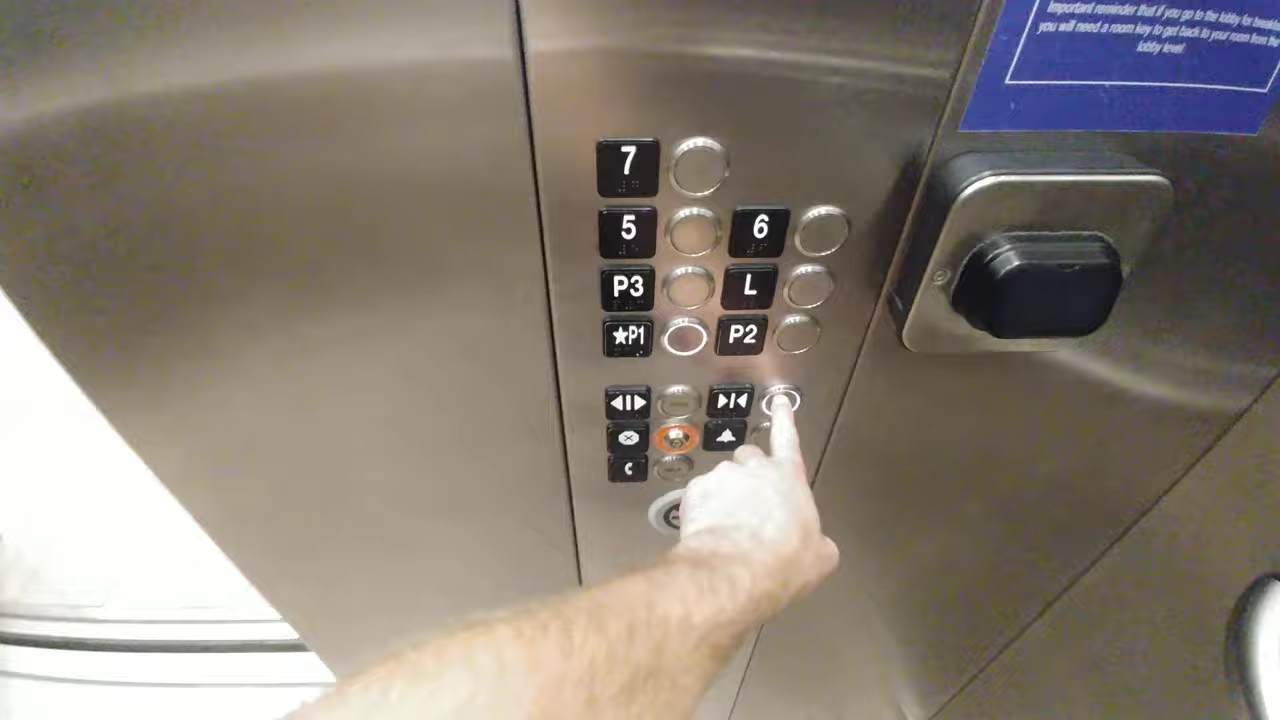 Important reminder that if you go to the lobby for breakfast
you will need a room key to get back to your room from the
lobby level
7
5 6
P3 L
★P1 P2